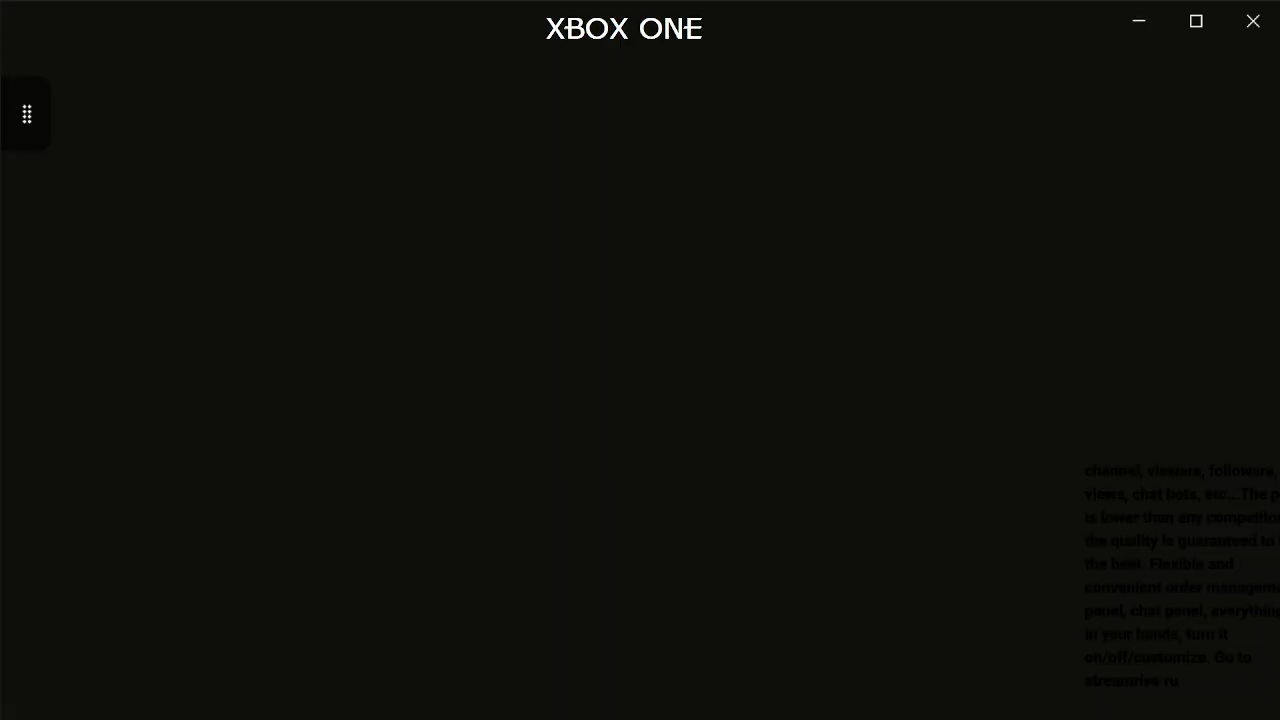 XBOX ONE
channel, viewers, followers,
views, chat bots, etc...The p
is lower than any competito
the quality is guaranteed to
the best. Flexible and
convenient order managem
panel, chat panel, everything
in your hands, turn it
on/off/customize. Go to
streamrise ru